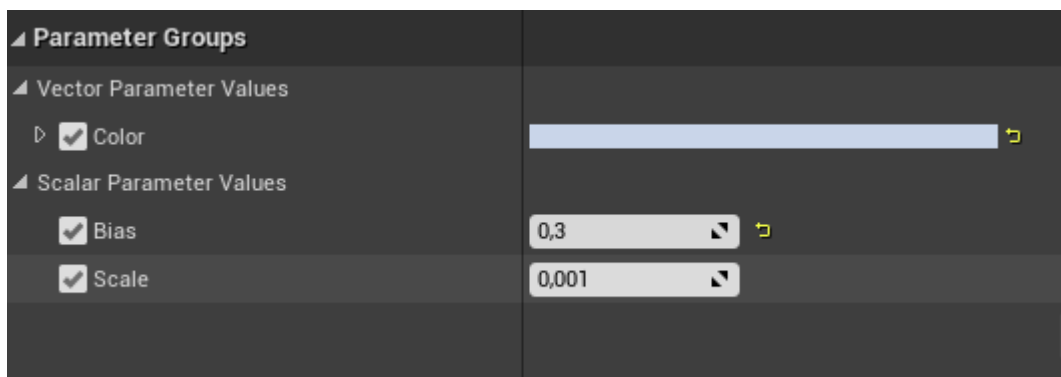 Parameter Groups
Vector Parameter Values
Color
Scalar Parameter Values
Bias 0,3
Scale 0,001